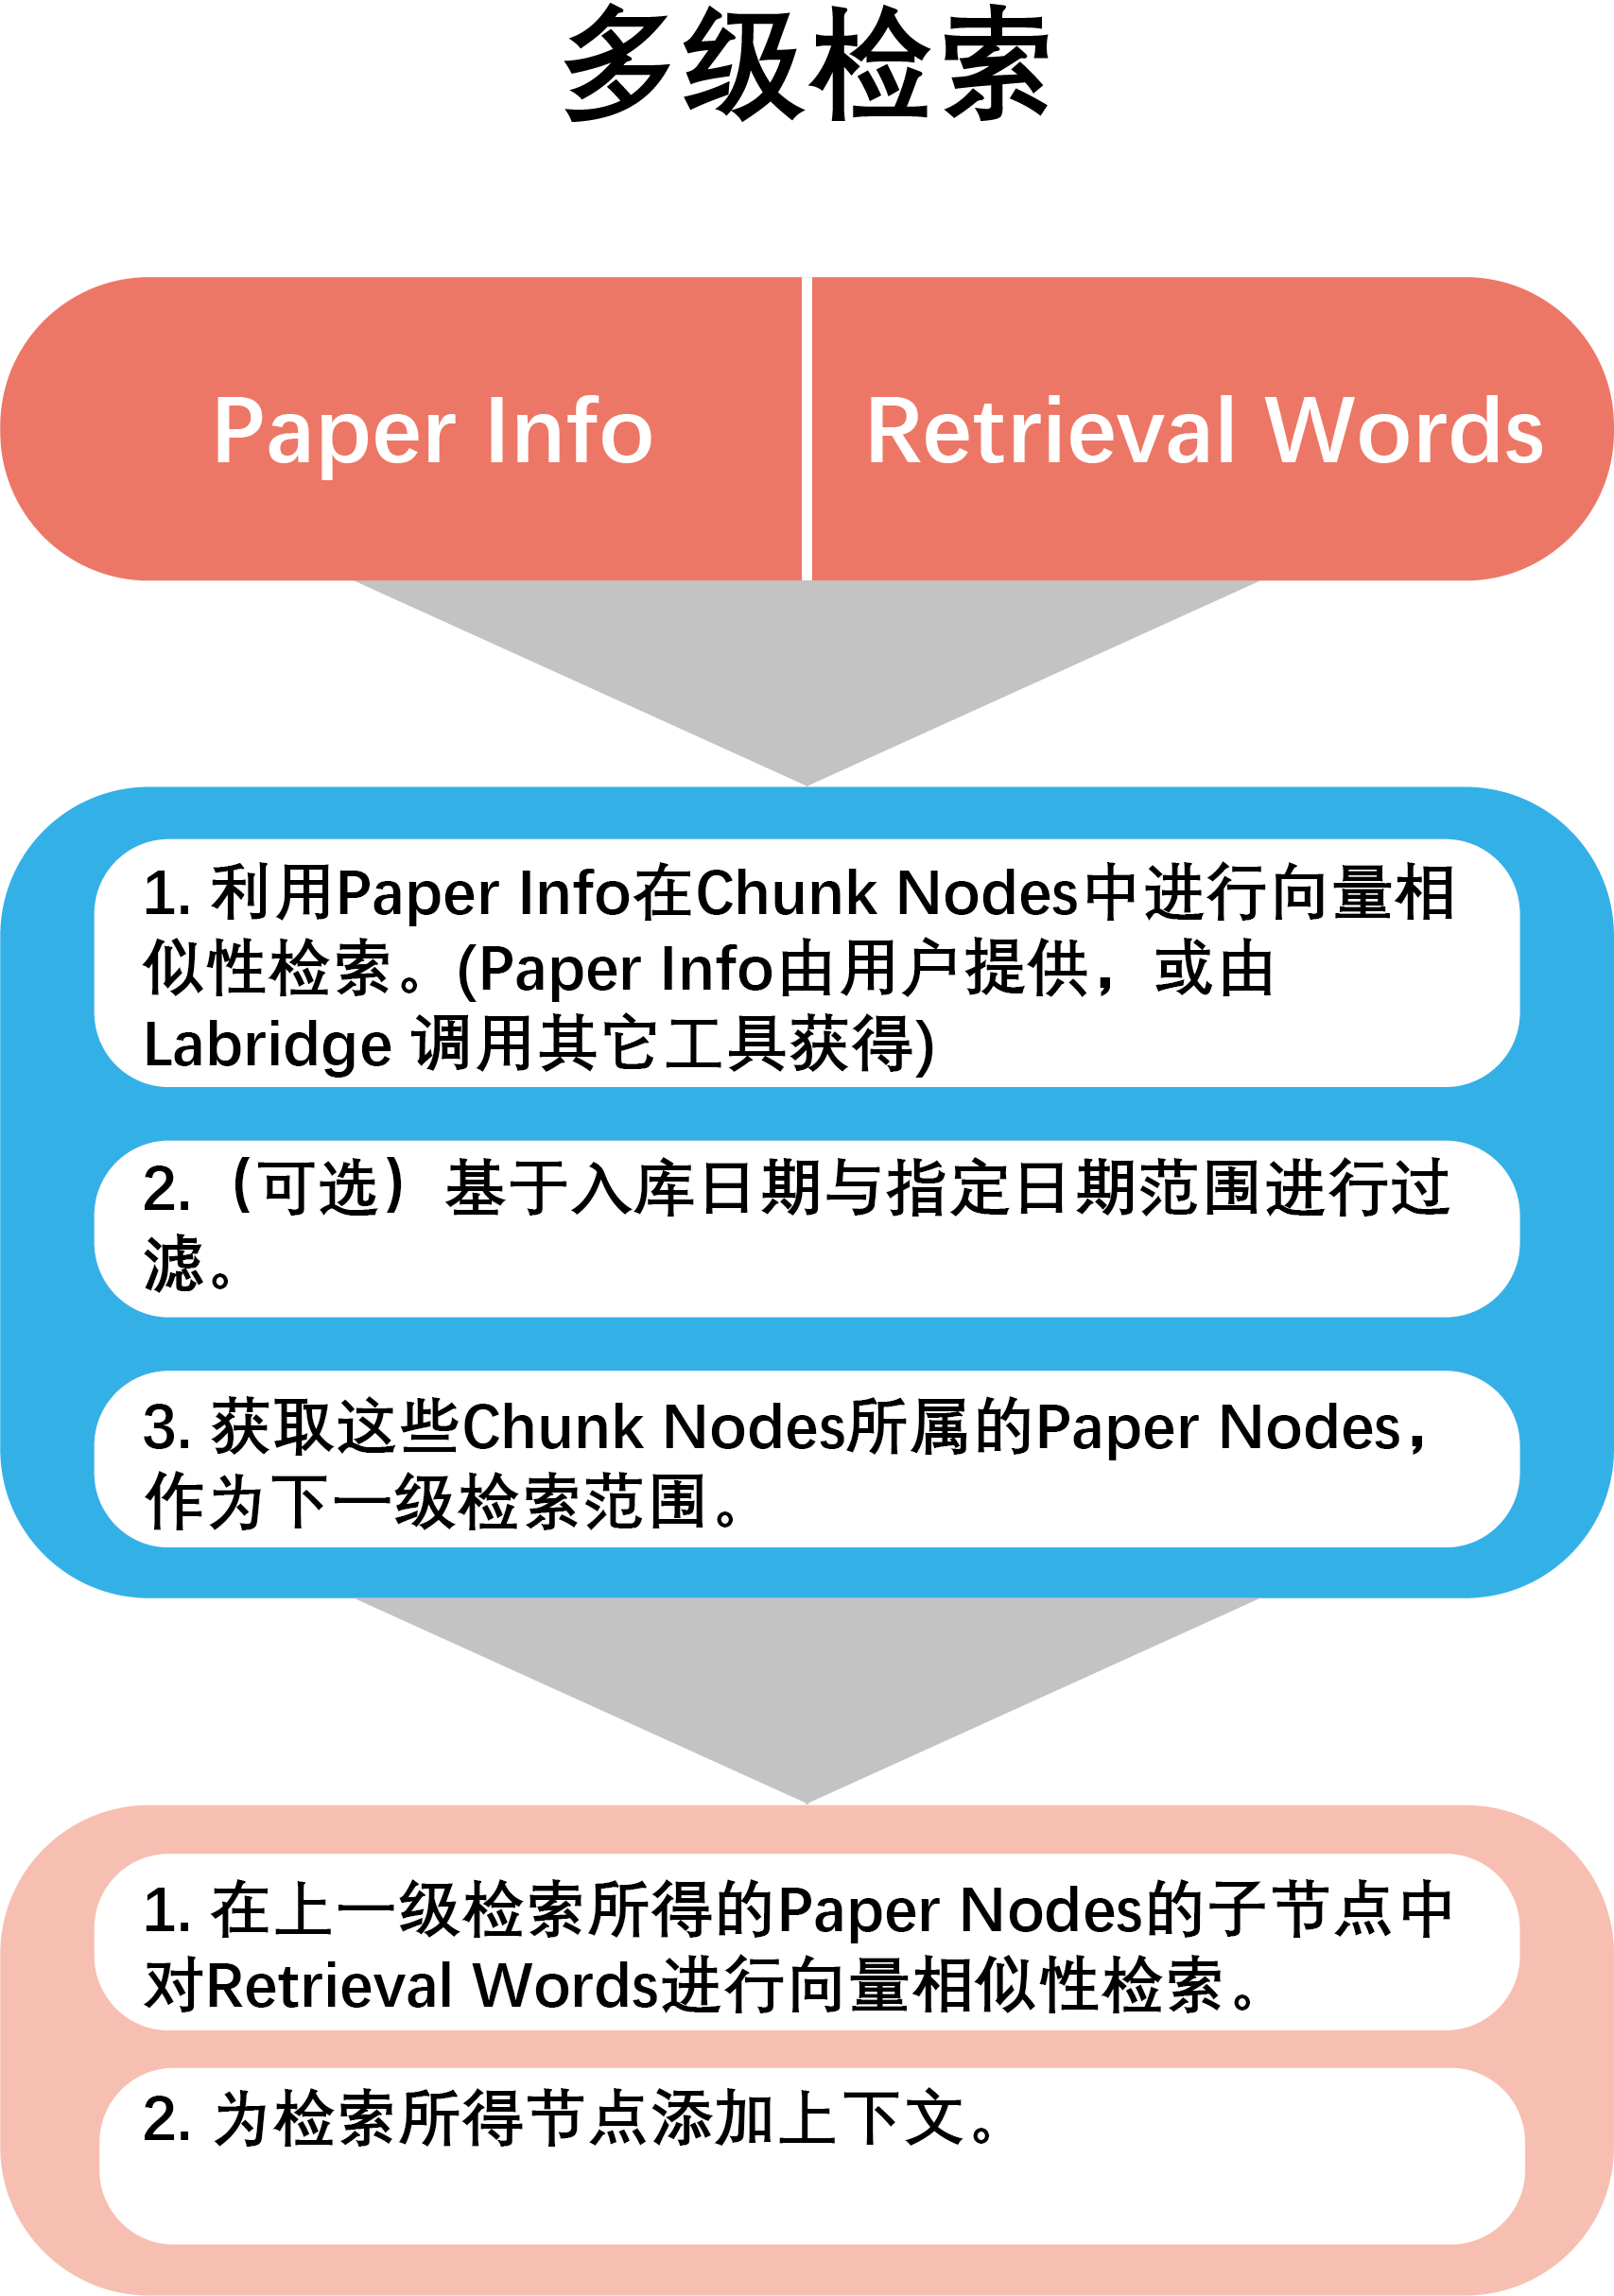 多级检索
Paper Info
Retrieval Words
1. 利用Paper Info在Chunk Nodes中进行向量相
似性检索。(Paper Info由用户提供，或由
Labridge 调用其它工具获得)
2.（可选）基于入库日期与指定日期范围进行过
滤。
3. 获取这些Chunk Nodes所属的Paper Nodes，
作为下一级检索范围。
1. 在上一级检索所得的Paper Nodes的子节点中
对Retrieval Words进行向量相似性检索。
2. 为检索所得节点添加上下文。